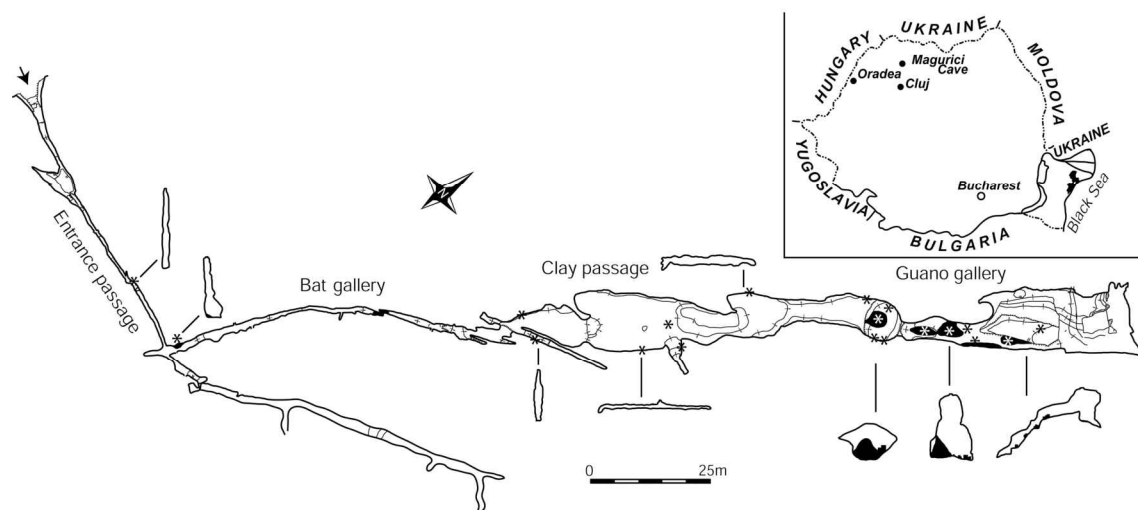 Entrance passage
Bat gallery
Clay passage
Guano gallery
N
0
25m
HUNGARY
UKRAINE
MOLDOVA
UKRAINE
Magurici
Cave
Oradea
Cluj
YUGOSLAVIA
Bucharest
BULGARIA
Black Sea